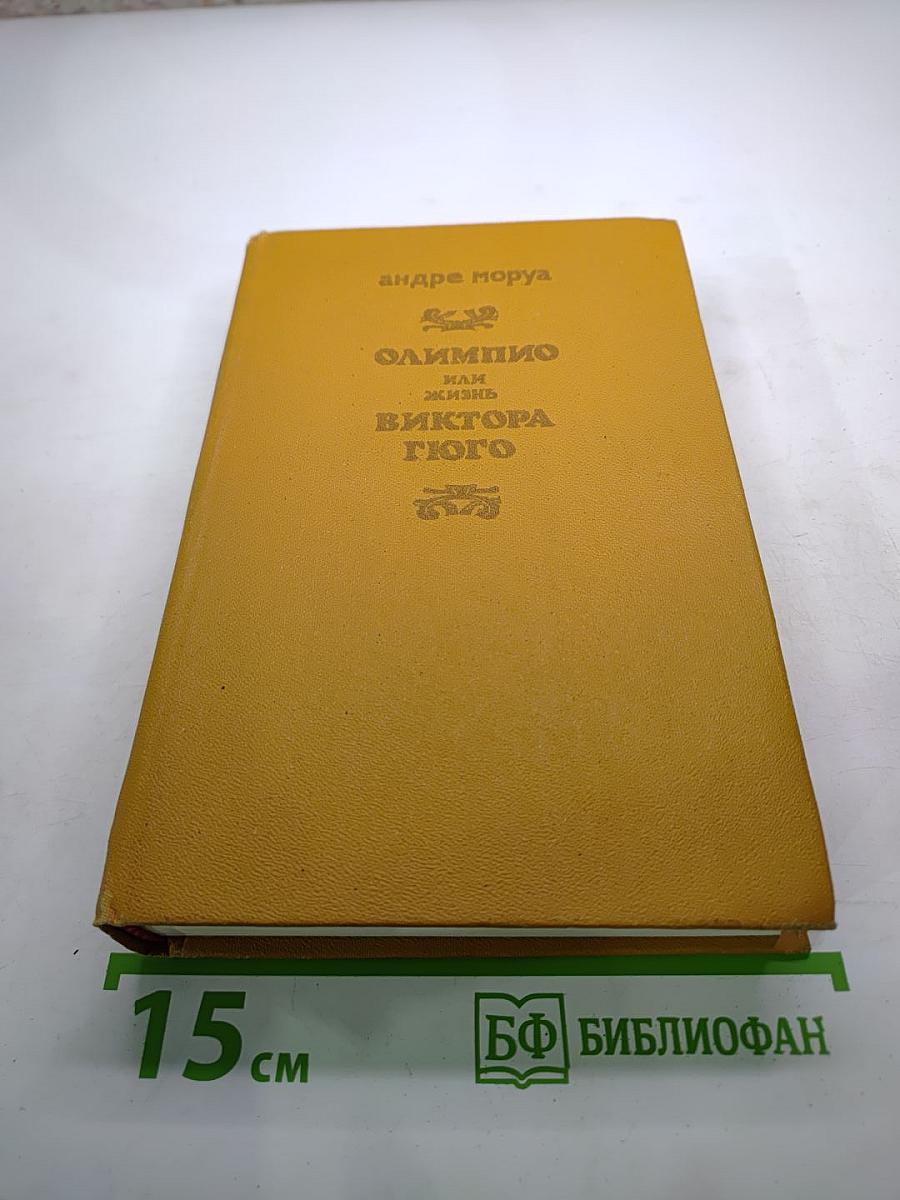 андре моруа
ОЛИМПИО
ИЛИ
ЖИЗНЬ
ВИКТОРА
ГЮГО
15 см
БФ БИБЛИОФАН